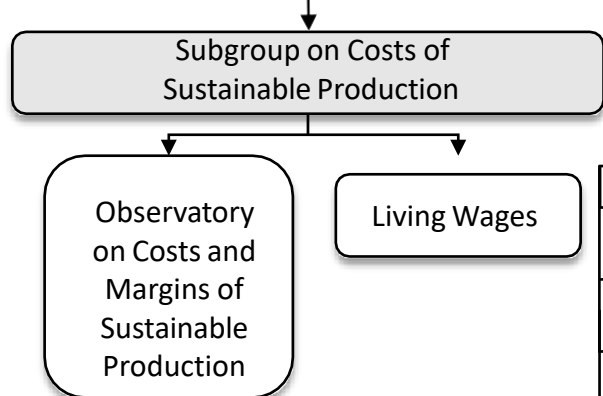 Subgroup on Costs of
Sustainable Production
Observatory
on Costs and
Margins of
Sustainable
Production
Living Wages